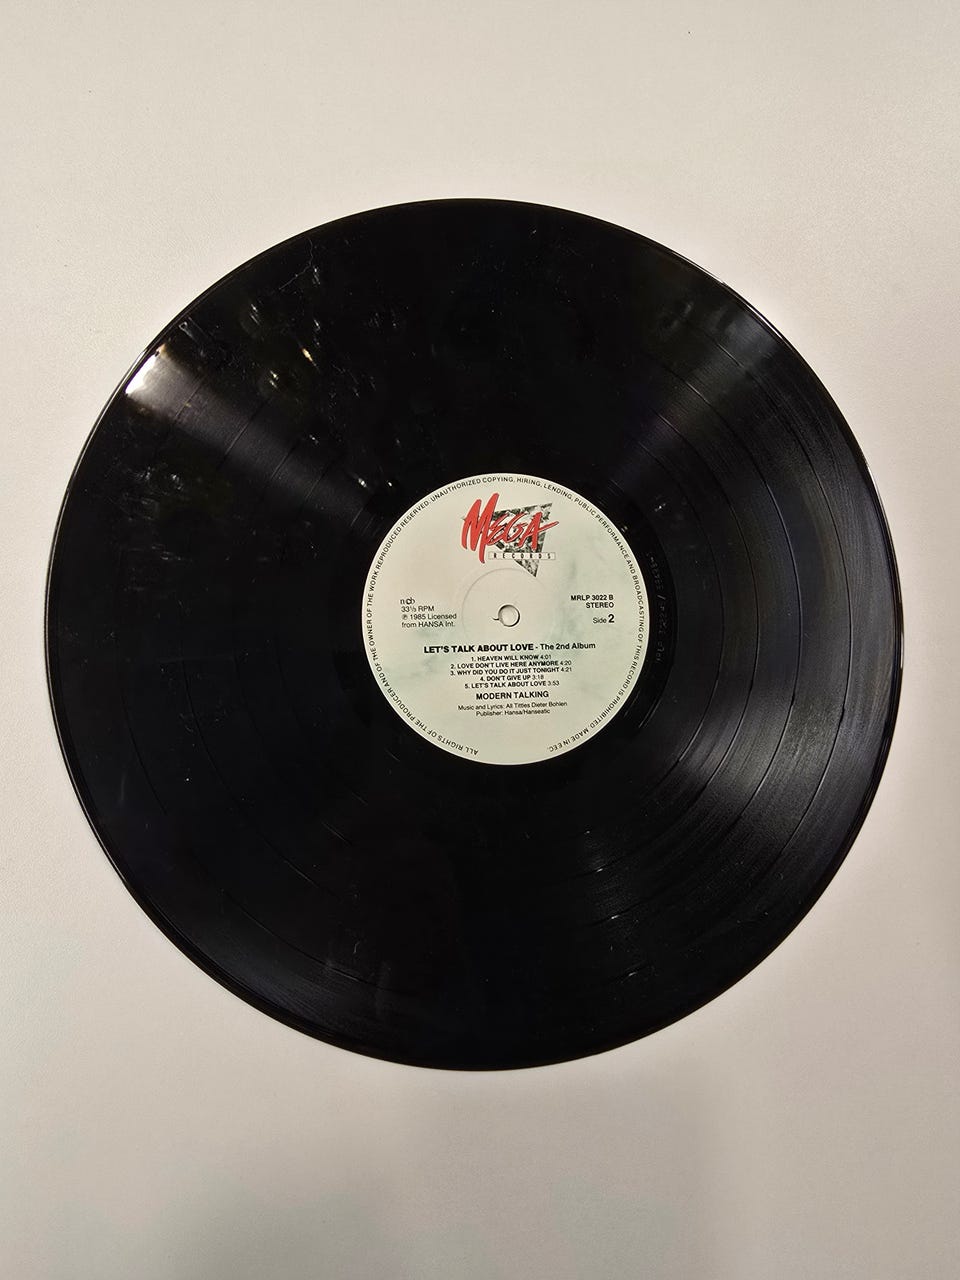 ALL RIGHTS OF THE PRODUCER AND OF THE OWNER OF THE WORK REPRODUCED RESERVED. UNAUTHORIZED COPYING, HIRING, LENDING, PUBLIC PERFORMANCE AND BROADCASTING OF THIS RECORD IS PROHIBITED. MADE IN EEC.
MEGA
RECORDS
ncb
33⅓ RPM
℗ 1985 Licensed
from HANSA Int.
MRLP 3022 B
STEREO
Side 2
LET'S TALK ABOUT LOVE - The 2nd Album
1. HEAVEN WILL KNOW 4:01
2. LOVE DON'T LIVE HERE ANYMORE 4:20
3. WHY DID YOU DO IT JUST TONIGHT 4:21
4. DON'T GIVE UP 3:18
5. LET'S TALK ABOUT LOVE 3:53
MODERN TALKING
Music and Lyrics: All Tittles Dieter Bohlen
Publisher: Hansa/Hanseatic